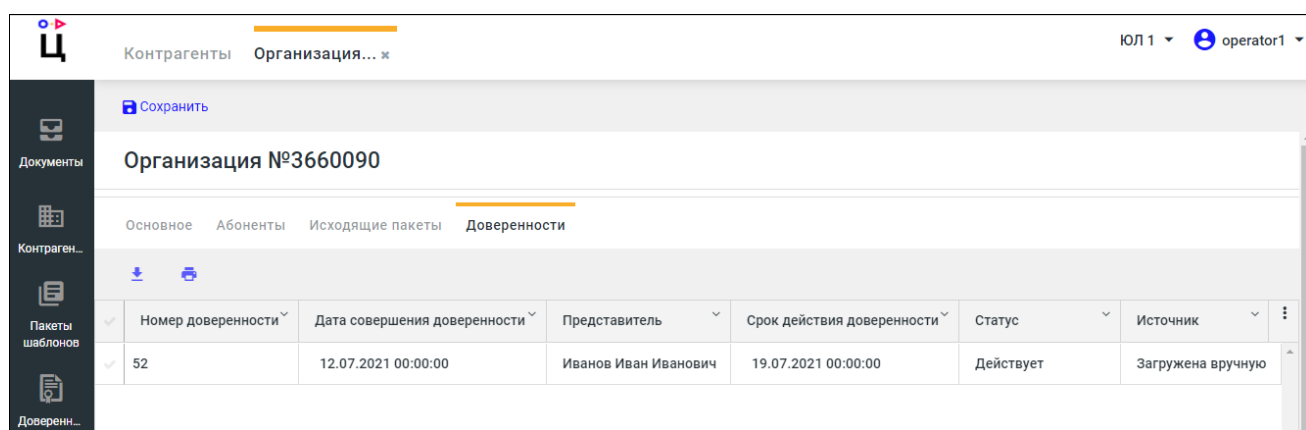 Ц
Контрагенты Организация... × ЮЛ 1 operator1
Сохранить
Документы
Организация №3660090
Контраген...
Основное Абоненты Исходящие пакеты Доверенности
Пакеты шаблонов
Номер доверенности Дата совершения доверенности Представитель Срок действия доверенности Статус Источник
52 12.07.2021 00:00:00 Иванов Иван Иванович 19.07.2021 00:00:00 Действует Загружена вручную
Доверенн...